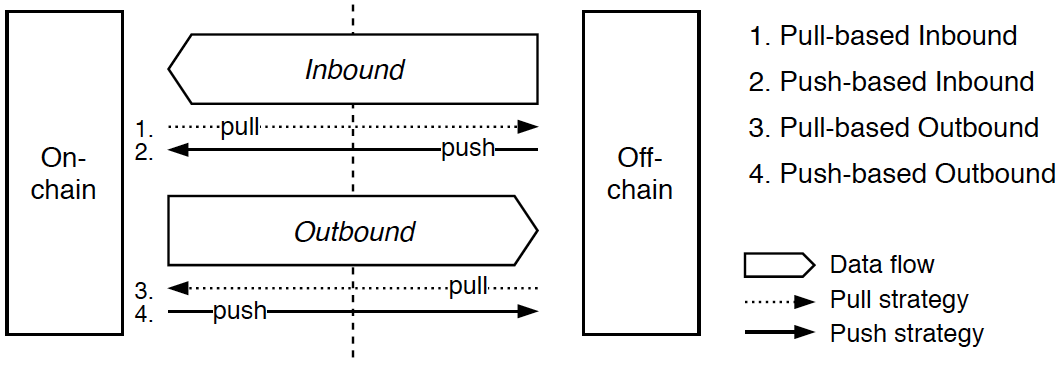 Inbound
1. pull
2. push
On-
chain
Off-
chain
Outbound
3. pull
4. push
1. Pull-based Inbound
2. Push-based Inbound
3. Pull-based Outbound
4. Push-based Outbound
Data flow
Pull strategy
Push strategy